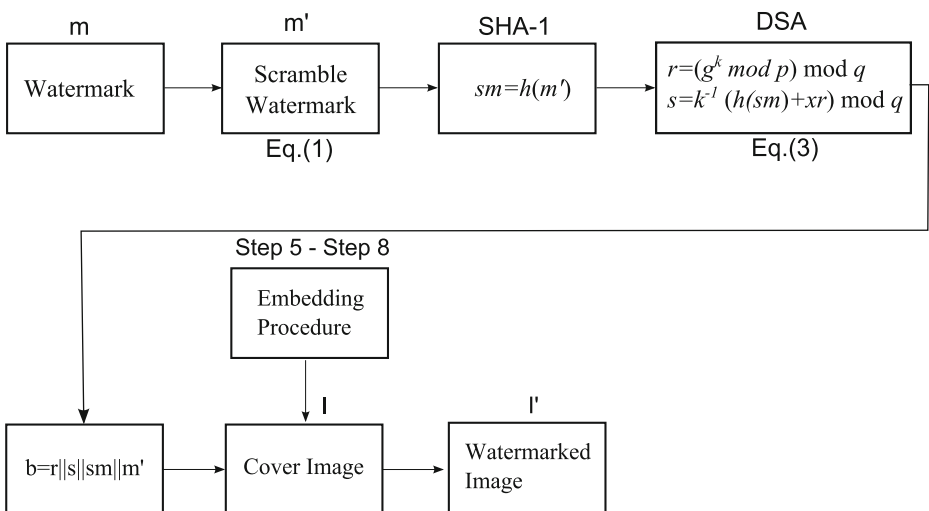 m
m'
SHA-1
DSA
Watermark
Scramble
Watermark
sm=h(m')
r=(g^k mod p) mod q
s=k^-1 (h(sm)+xr) mod q
Eq.(1)
Eq.(3)
Step 5 - Step 8
Embedding
Procedure
I
I'
b=r||s||sm||m'
Cover Image
Watermarked
Image